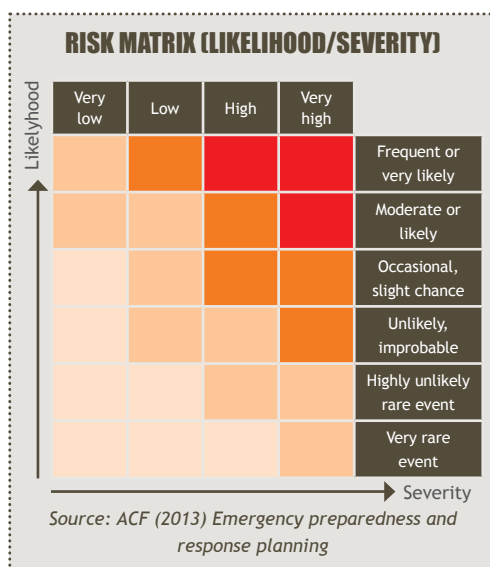 RISK MATRIX (LIKELIHOOD/SEVERITY)
Likelyhood
Very
low
Low
High
Very
high
Frequent or
very likely
Moderate or
likely
Occasional,
slight chance
Unlikely,
improbable
Highly unlikely
rare event
Very rare
event
Severity
Source: ACF (2013) Emergency preparedness and
response planning